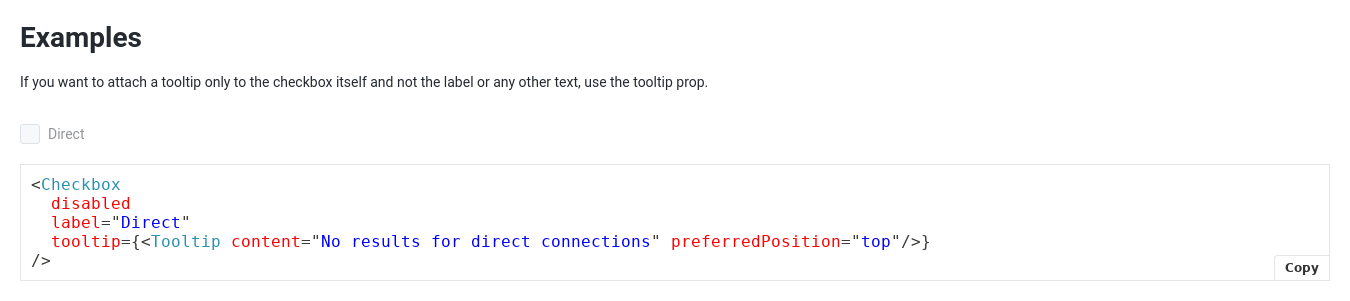 Examples
If you want to attach a tooltip only to the checkbox itself and not the label or any other text, use the tooltip prop.
Direct
<Checkbox
  disabled
  label="Direct"
  tooltip={<Tooltip content="No results for direct connections" preferredPosition="top"/>}
/>
Copy